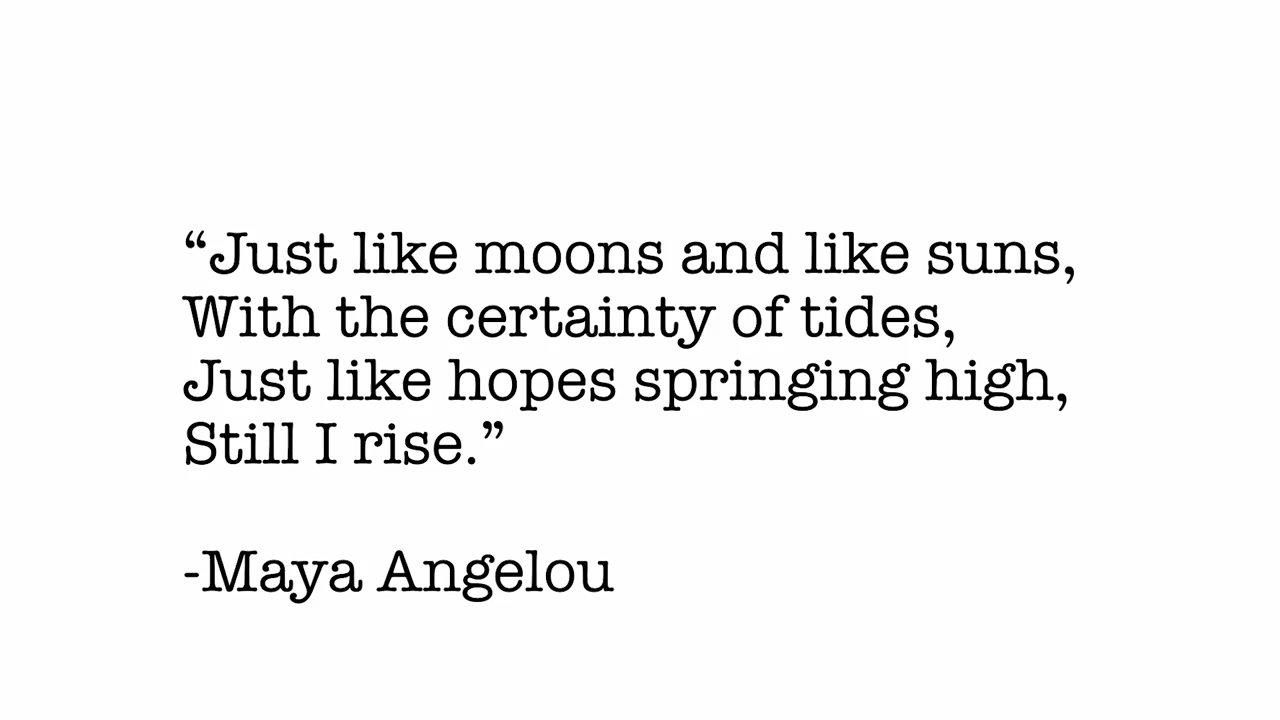 “Just like moons and like suns,
With the certainty of tides,
Just like hopes springing high,
Still I rise.”
-Maya Angelou